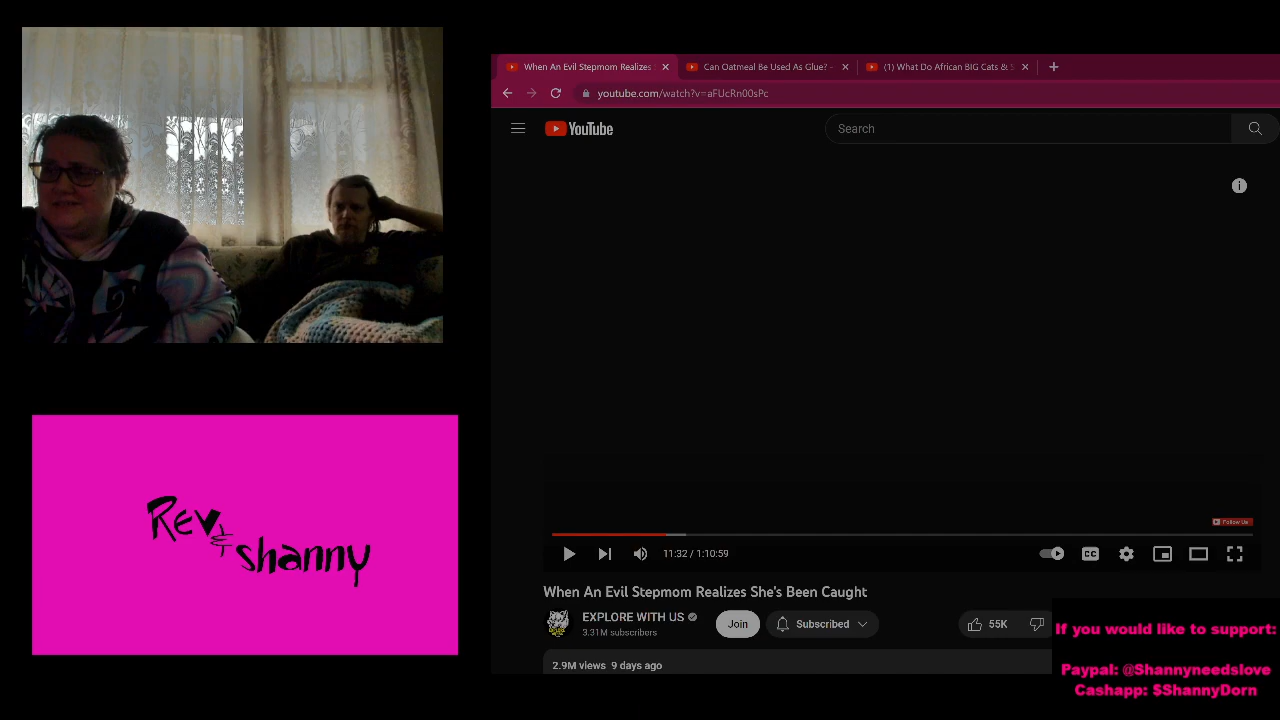 When An Evil Stepmom Realizes
Can Oatmeal Be Used As Glue? -
(1) What Do African BIG Cats &
youtube.com/watch?v=aFUcRn00sPc
YouTube
Search
Follow Us
11:32 / 1:10:59
CC
When An Evil Stepmom Realizes She's Been Caught
EXPLORE WITH US
3.31M subscribers
Join
Subscribed
55K
2.9M views 9 days ago
Rev
&
Shanny
If you would like to support:
Paypal: @Shannyneedslove
Cashapp: $ShannyDorn